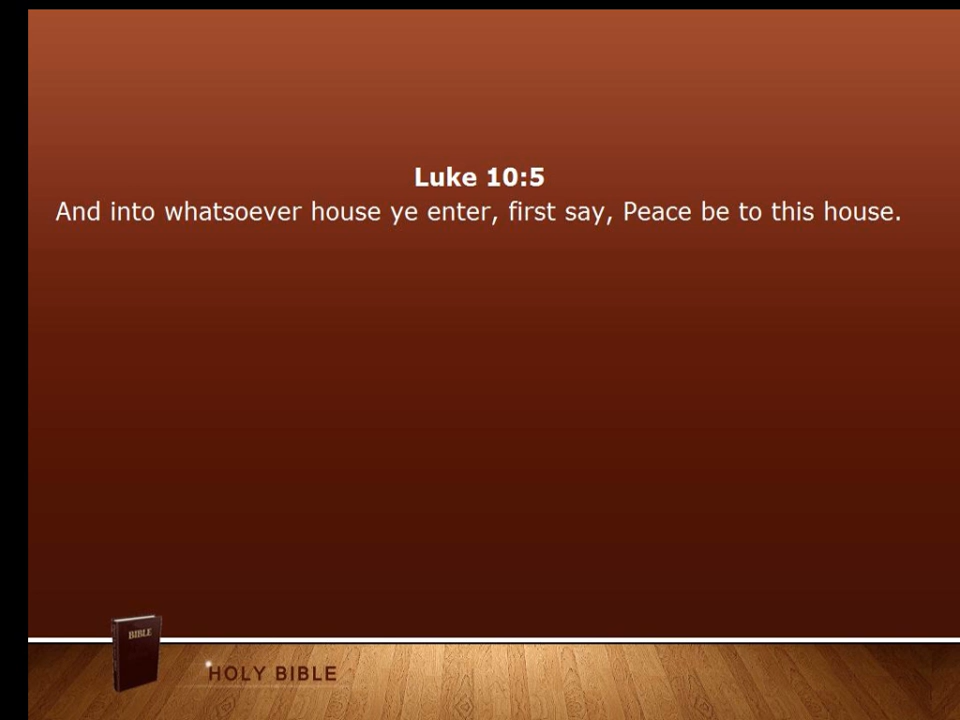 Luke 10:5
And into whatsoever house ye enter, first say, Peace be to this house.
BIBLE
HOLY BIBLE